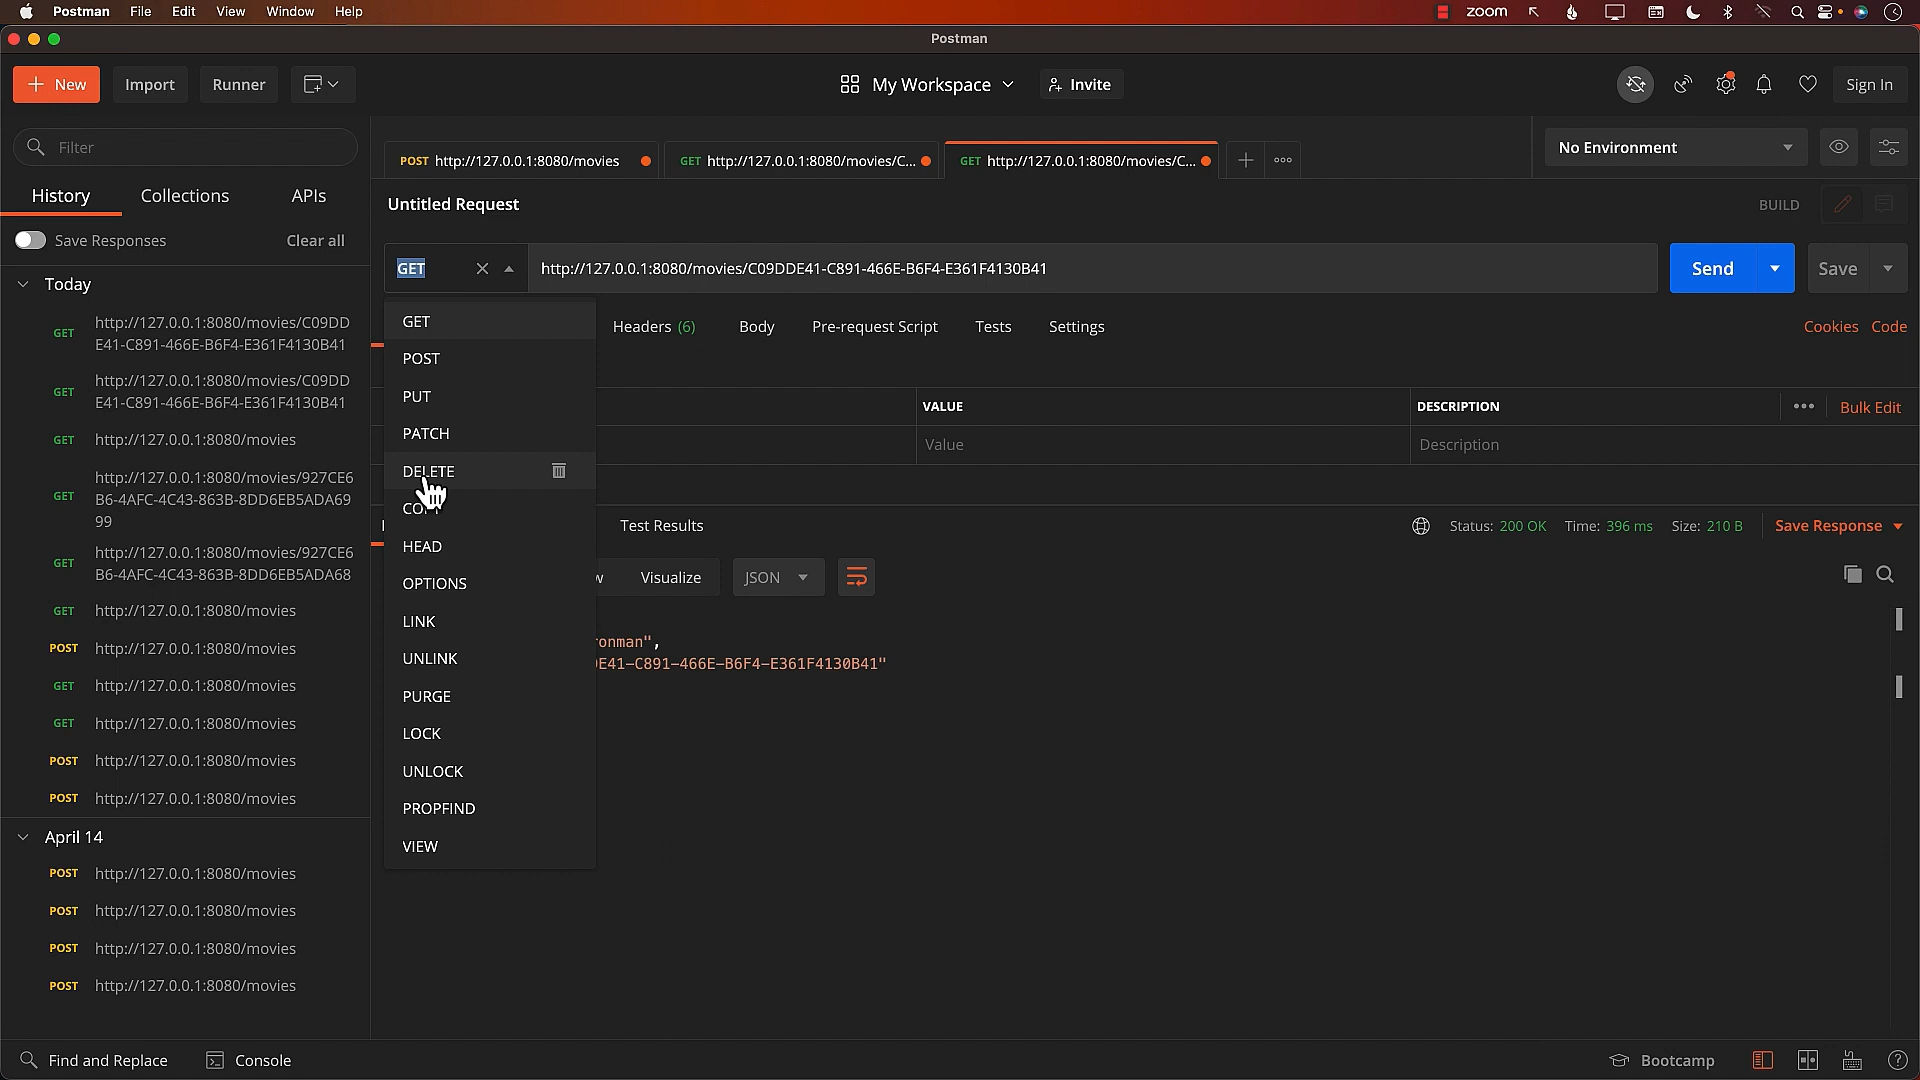 Postman File Edit View Window Help
zoom
Postman
New Import Runner
My Workspace
Invite
Sign In
Filter
History Collections APIs
Save Responses Clear all
Today
GET http://127.0.0.1:8080/movies/C09DD
E41-C891-466E-B6F4-E361F4130B41
GET http://127.0.0.1:8080/movies/C09DD
E41-C891-466E-B6F4-E361F4130B41
GET http://127.0.0.1:8080/movies
GET http://127.0.0.1:8080/movies/927CE6
B6-4AFC-4C43-863B-8DD6EB5ADA69
99
GET http://127.0.0.1:8080/movies/927CE6
B6-4AFC-4C43-863B-8DD6EB5ADA68
GET http://127.0.0.1:8080/movies
POST http://127.0.0.1:8080/movies
GET http://127.0.0.1:8080/movies
GET http://127.0.0.1:8080/movies
POST http://127.0.0.1:8080/movies
POST http://127.0.0.1:8080/movies
April 14
POST http://127.0.0.1:8080/movies
POST http://127.0.0.1:8080/movies
POST http://127.0.0.1:8080/movies
POST http://127.0.0.1:8080/movies
POST http://127.0.0.1:8080/movies
GET http://127.0.0.1:8080/movies/C...
GET http://127.0.0.1:8080/movies/C...
No Environment
Untitled Request
BUILD
GET
http://127.0.0.1:8080/movies/C09DDE41-C891-466E-B6F4-E361F4130B41
Send
Save
GET
POST
PUT
PATCH
DELETE
HEAD
OPTIONS
LINK
UNLINK
PURGE
LOCK
UNLOCK
PROPFIND
VIEW
Headers (6) Body Pre-request Script Tests Settings
Cookies Code
VALUE DESCRIPTION
Bulk Edit
Value Description
Test Results
Status: 200 OK Time: 396 ms Size: 210 B Save Response
Visualize JSON
ronman",
E41-C891-466E-B6F4-E361F4130B41"
Find and Replace Console
Bootcamp